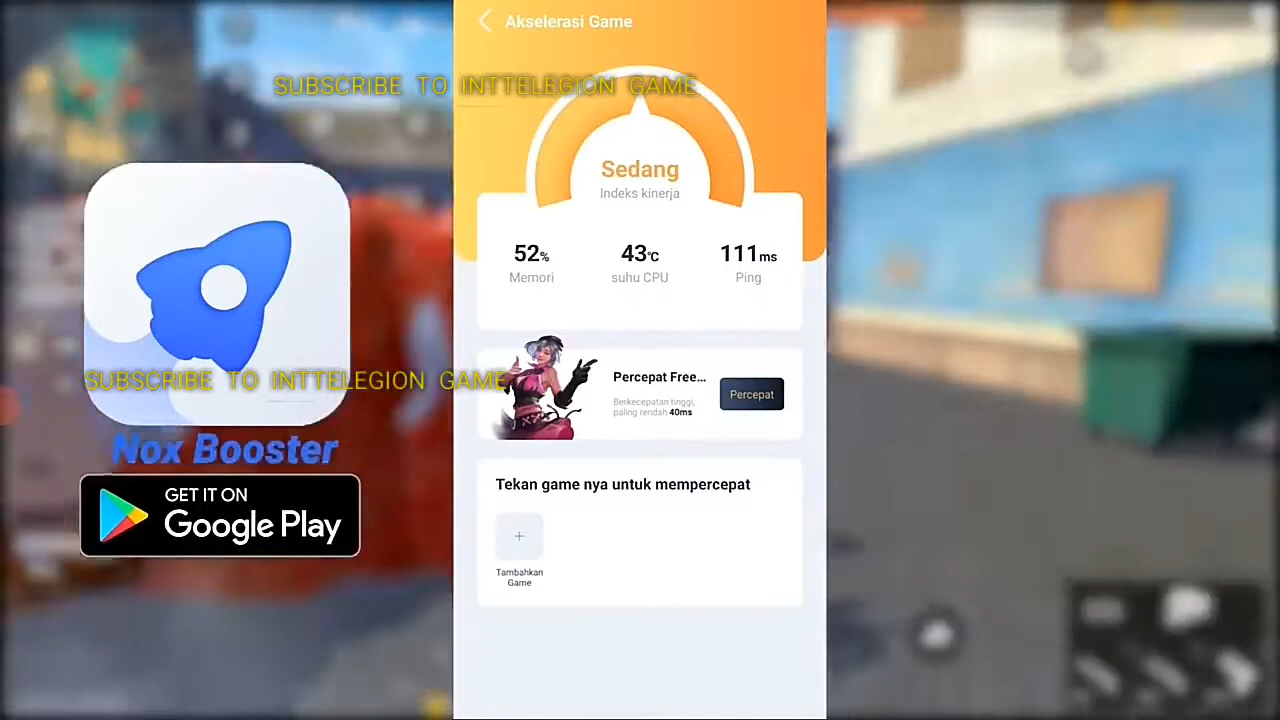 Akselerasi Game
SUBSCRIBE TO INTTELEGION GAME
Sedang
Indeks kinerja
52%
43°C
111ms
Memori
suhu CPU
Ping
SUBSCRIBE TO INTTELEGION GAME
Percepat Free...
Berkecepatan tinggi,
paling rendah 40ms
Percepat
Nox Booster
GET IT ON
Google Play
Tekan game nya untuk mempercepat
+
Tambahkan
Game